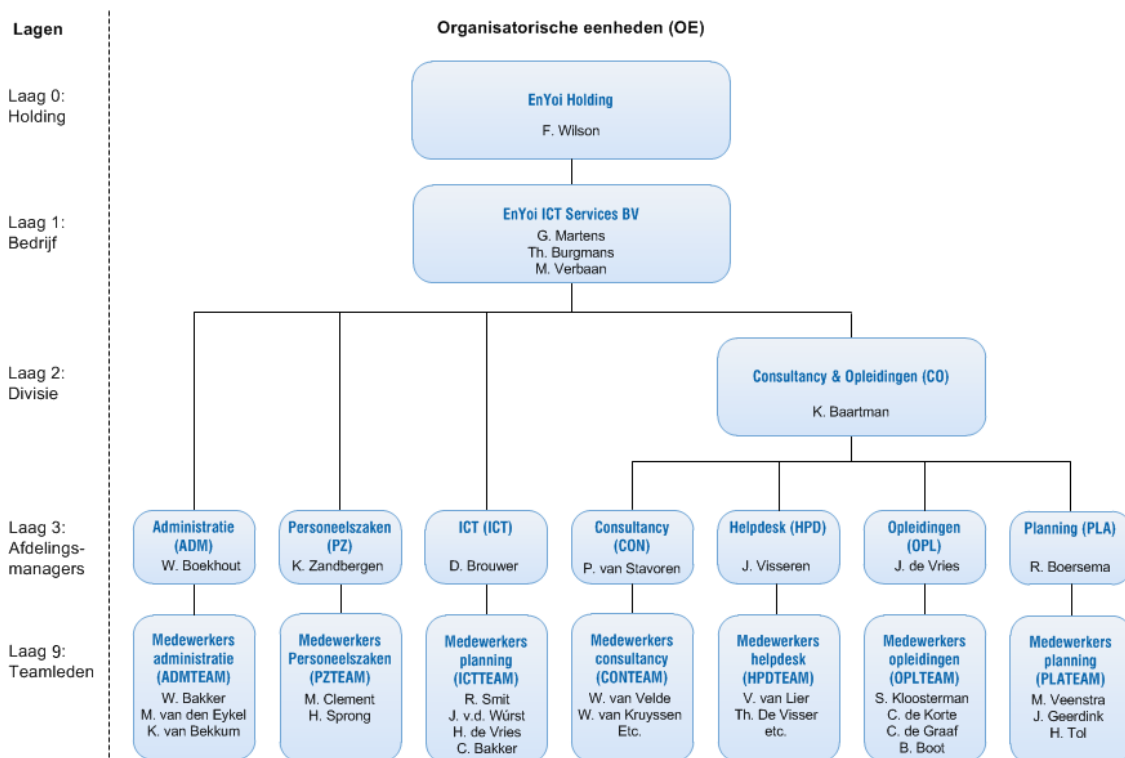 Lagen
Organisatorische eenheden (OE)
Laag 0:
Holding
EnYoi Holding
F. Wilson
Laag 1:
Bedrijf
EnYoi ICT Services BV
G. Martens
Th. Burgmans
M. Verbaan
Laag 2:
Divisie
Consultancy & Opleidingen (CO)
K. Baartman
Laag 3:
Afdelings-
managers
Administratie
(ADM)
W. Boekhout
Personeelszaken
(PZ)
K. Zandbergen
ICT (ICT)
D. Brouwer
Consultancy
(CON)
P. van Stavoren
Helpdesk (HPD)
J. Visseren
Opleidingen
(OPL)
J. de Vries
Planning (PLA)
R. Boersema
Laag 9:
Teamleden
Medewerkers
administratie
(ADMTEAM)
W. Bakker
M. van den Eykel
K. van Bekkum
Medewerkers
Personeelszaken
(PZTEAM)
M. Clement
H. Sprong
Medewerkers
planning
(ICTTEAM)
R. Smit
J. v.d. Würst
H. de Vries
C. Bakker
Medewerkers
consultancy
(CONTEAM)
W. van Velde
W. van Kruyssen
Etc.
Medewerkers
helpdesk
(HPDTEAM)
V. van Lier
Th. De Visser
etc.
Medewerkers
opleidingen
(OPLTEAM)
S. Kloosterman
C. de Korte
C. de Graaf
B. Boot
Medewerkers
planning
(PLATEAM)
M. Veenstra
J. Geerdink
H. Tol